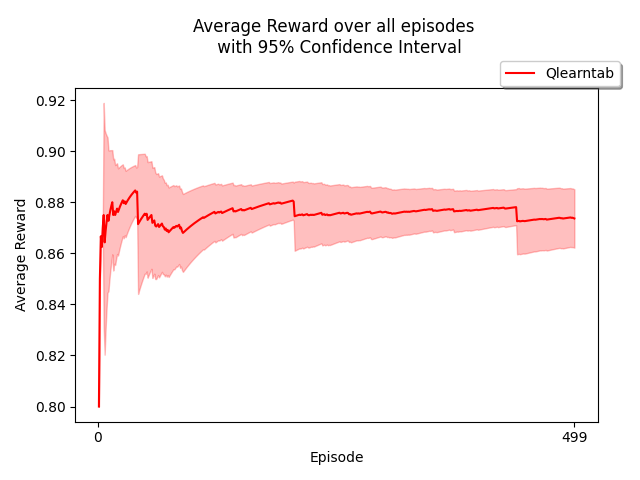 Average Reward over all episodes
with 95% Confidence Interval
Qlearntab
0.92
0.90
0.88
0.86
0.84
0.82
0.80
Average Reward
0
499
Episode